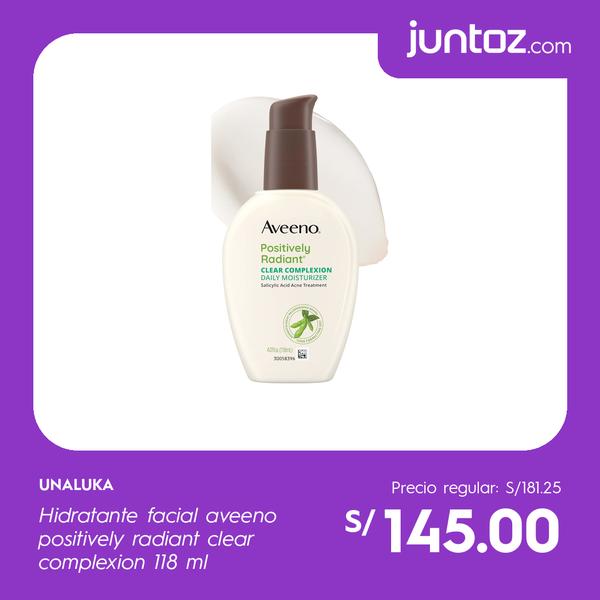 juntoz.com
Aveeno®
Positively
Radiant®
CLEAR COMPLEXION
DAILY MOISTURIZER
Salicylic Acid Acne Treatment
30058396
UNALUKA
Hidratante facial aveeno
positively radiant clear
complexion 118 ml
Precio regular: S/181.25
S/145.00